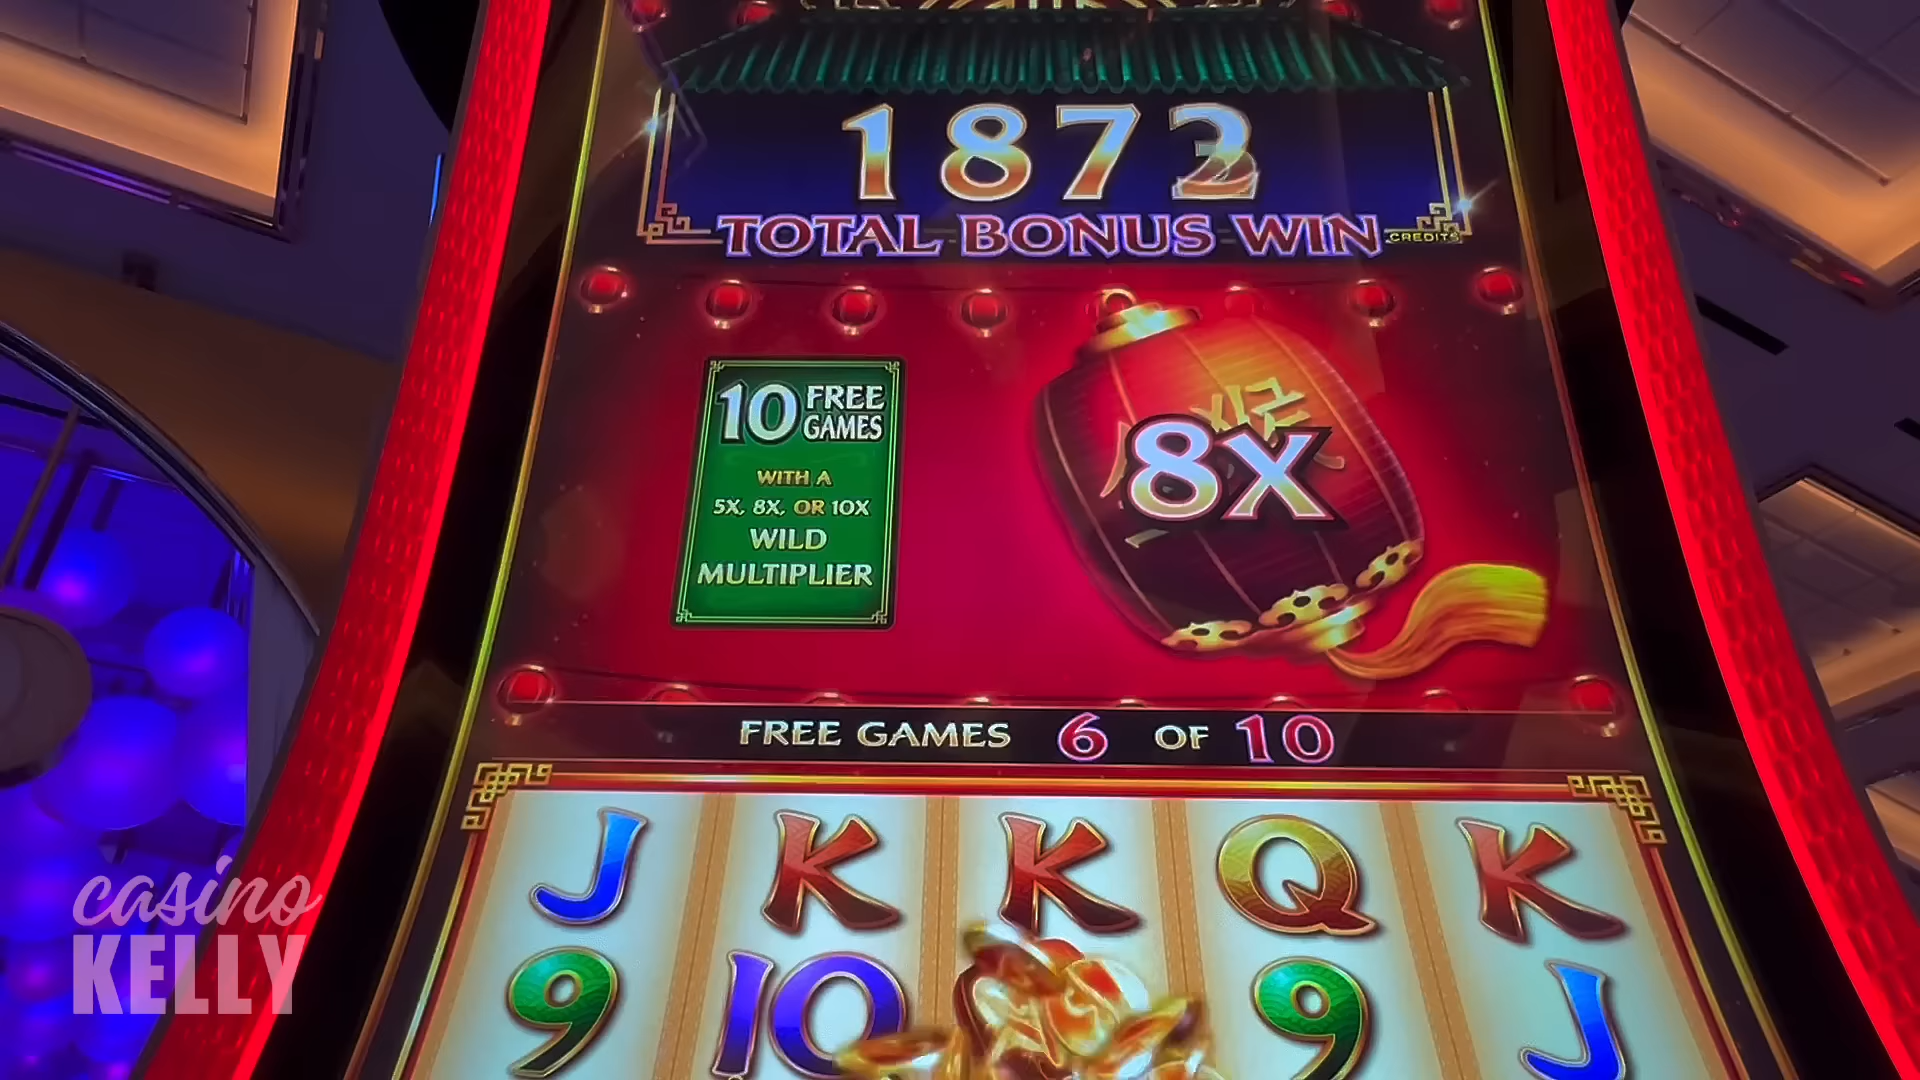 187
TOTAL BONUS WIN
CREDITS
10 FREE GAMES
WITH A
5X, 8X, OR 10X
WILD
MULTIPLIER
8X
FREE GAMES 6 OF 10
J K K Q K
9 10 9 J
casino
KELLY